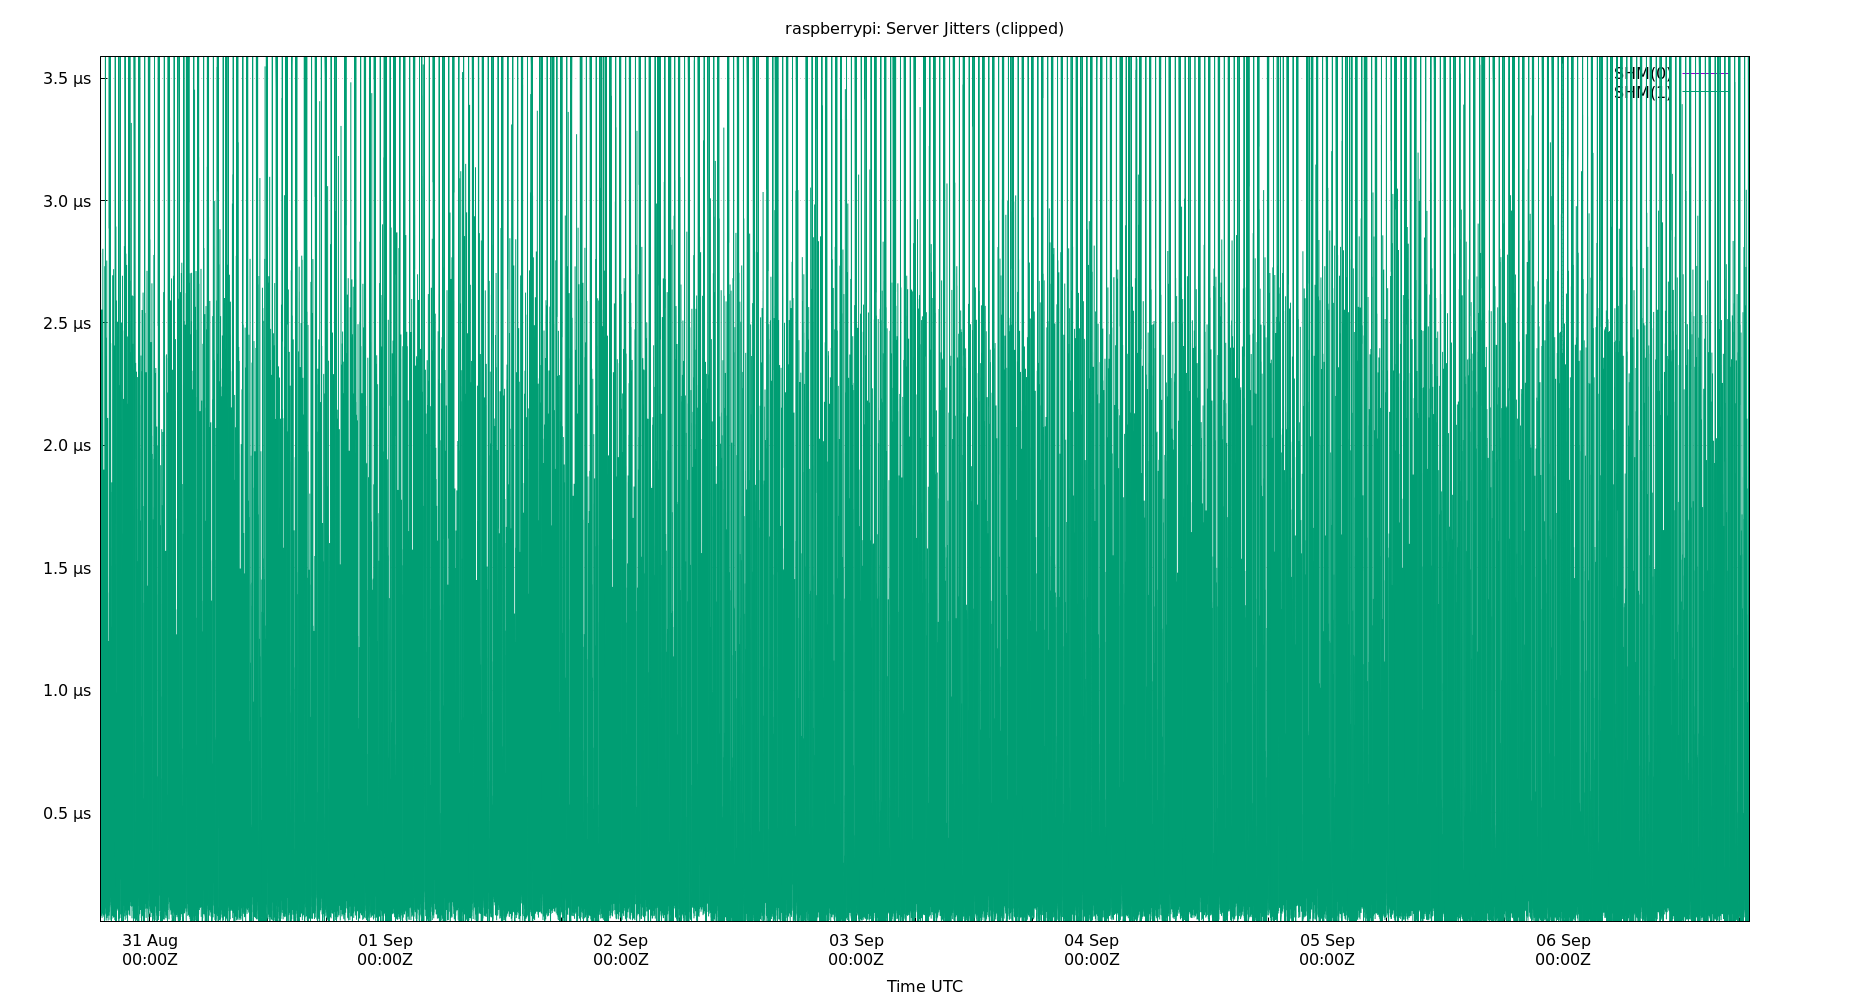 raspberrypi: Server Jitters (clipped)
3.5 µs
3.0 µs
2.5 µs
2.0 µs
1.5 µs
1.0 µs
0.5 µs
SHM(0)
SHM(1)
31 Aug 01 Sep 02 Sep 03 Sep 04 Sep 05 Sep 06 Sep
00:00Z 00:00Z 00:00Z 00:00Z 00:00Z 00:00Z 00:00Z
Time UTC